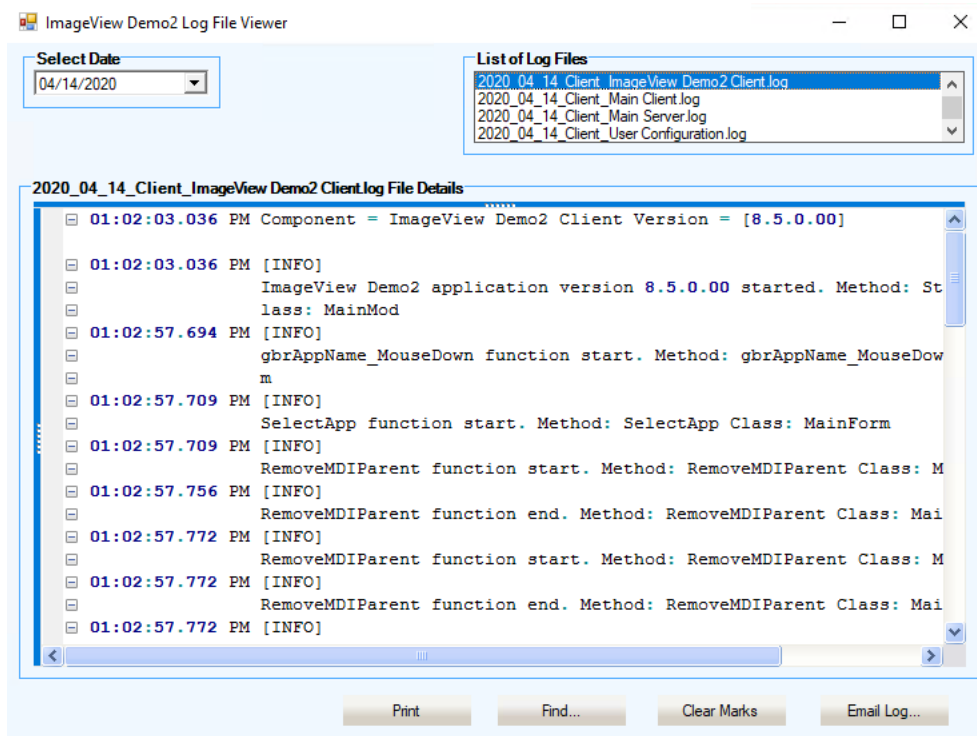 ImageView Demo2 Log File Viewer
Select Date
04/14/2020
List of Log Files
2020_04_14_Client_ImageView Demo2 Client.log
2020_04_14_Client_Main Client.log
2020_04_14_Client_Main Server.log
2020_04_14_Client_User Configuration.log
2020_04_14_Client_ImageView Demo2 Client.log File Details
01:02:03.036 PM Component = ImageView Demo2 Client Version = [8.5.0.00]
01:02:03.036 PM [INFO]
ImageView Demo2 application version 8.5.0.00 started. Method: St
lass: MainMod
01:02:57.694 PM [INFO]
gbrAppName_MouseDown function start. Method: gbrAppName_MouseDow
m
01:02:57.709 PM [INFO]
SelectApp function start. Method: SelectApp Class: MainForm
01:02:57.709 PM [INFO]
RemoveMDIParent function start. Method: RemoveMDIParent Class: M
01:02:57.756 PM [INFO]
RemoveMDIParent function end. Method: RemoveMDIParent Class: Mai
01:02:57.772 PM [INFO]
RemoveMDIParent function start. Method: RemoveMDIParent Class: M
01:02:57.772 PM [INFO]
RemoveMDIParent function end. Method: RemoveMDIParent Class: Mai
01:02:57.772 PM [INFO]
Print Find... Clear Marks Email Log...